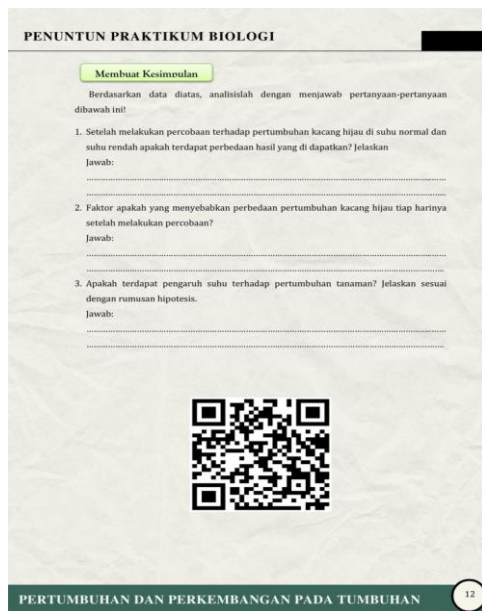 PENUNTUN PRAKTIKUM BIOLOGI
Membuat Kesimpulan
Berdasarkan data diatas, analisislah dengan menjawab pertanyaan-pertanyaan
dibawah ini!
1. Setelah melakukan percobaan terhadap pertumbuhan kacang hijau di suhu normal dan
suhu rendah apakah terdapat perbedaan hasil yang di dapatkan? Jelaskan
Jawab:
2. Faktor apakah yang menyebabkan perbedaan pertumbuhan kacang hijau tiap harinya
setelah melakukan percobaan?
Jawab:
3. Apakah terdapat pengaruh suhu terhadap pertumbuhan tanaman? Jelaskan sesuai
dengan rumusan hipotesis.
Jawab:
PERTUMBUHAN DAN PERKEMBANGAN PADA TUMBUHAN
12